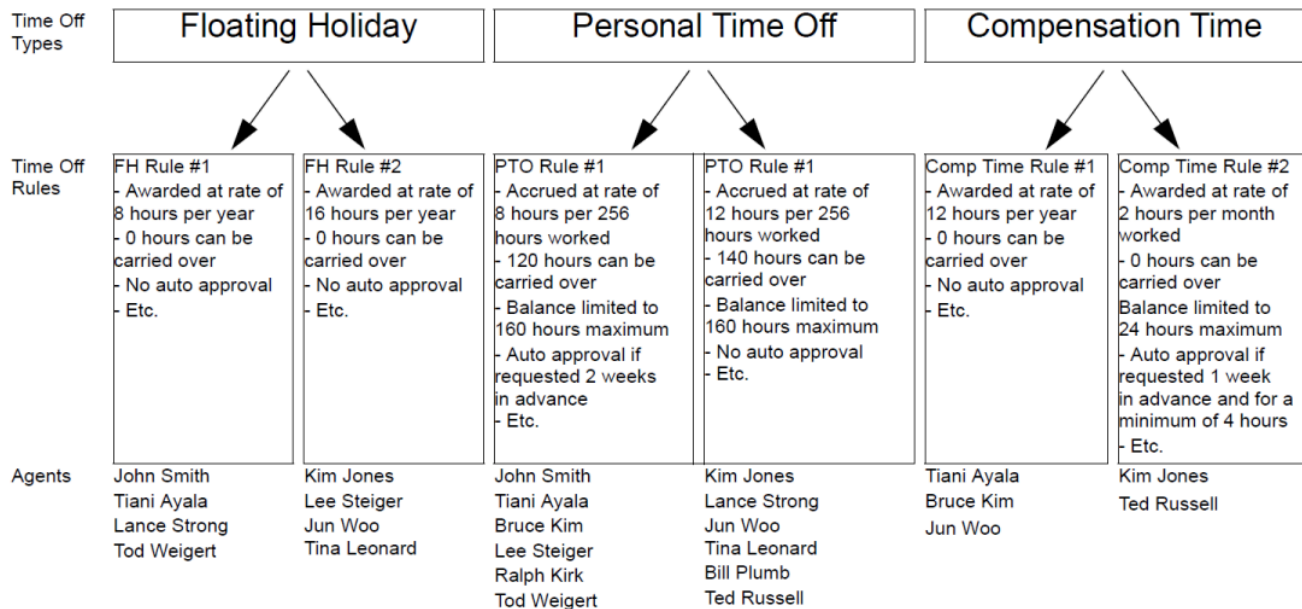 Time Off
Types
Floating Holiday
Personal Time Off
Compensation Time
Time Off
Rules
FH Rule #1
- Awarded at rate of
8 hours per year
- 0 hours can be
carried over
- No auto approval
- Etc.
FH Rule #2
- Awarded at rate of
16 hours per year
- 0 hours can be
carried over
- No auto approval
- Etc.
PTO Rule #1
- Accrued at rate of
8 hours per 256
hours worked
- 120 hours can be
carried over
- Balance limited to
160 hours maximum
- Auto approval if
requested 2 weeks
in advance
- Etc.
PTO Rule #1
- Accrued at rate of
12 hours per 256
hours worked
- 140 hours can be
carried over
- Balance limited to
160 hours maximum
- No auto approval
- Etc.
Comp Time Rule #1
- Awarded at rate of
12 hours per year
- 0 hours can be
carried over
- No auto approval
- Etc.
Comp Time Rule #2
- Awarded at rate of
2 hours per month
worked
- 0 hours can be
carried over
Balance limited to
24 hours maximum
- Auto approval if
requested 1 week
in advance and for a
minimum of 4 hours
- Etc.
Agents
John Smith
Tiani Ayala
Lance Strong
Tod Weigert
Kim Jones
Lee Steiger
Jun Woo
Tina Leonard
John Smith
Tiani Ayala
Bruce Kim
Lee Steiger
Ralph Kirk
Tod Weigert
Kim Jones
Lance Strong
Jun Woo
Tina Leonard
Bill Plumb
Ted Russell
Tiani Ayala
Bruce Kim
Jun Woo
Kim Jones
Ted Russell